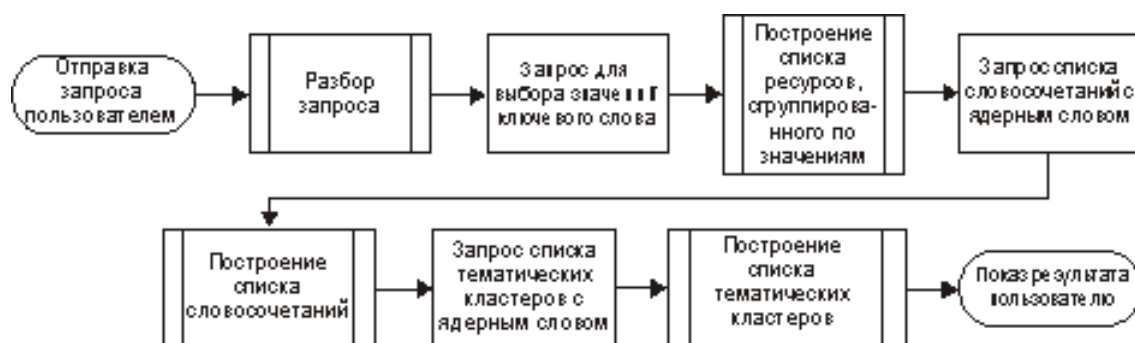 Отправка
запроса
пользователем
Разбор
запроса
Запрос для
выбора значений
ключевого слова
Построение
списка
ресурсов,
сгруппирова-
нного по
значениям
Запрос списка
словосочетаний с
ядерным словом
Построение
списка
словосочетаний
Запрос списка
тематических
кластеров с
ядерным словом
Построение
списка
тематических
кластеров
Показ результата
пользователю